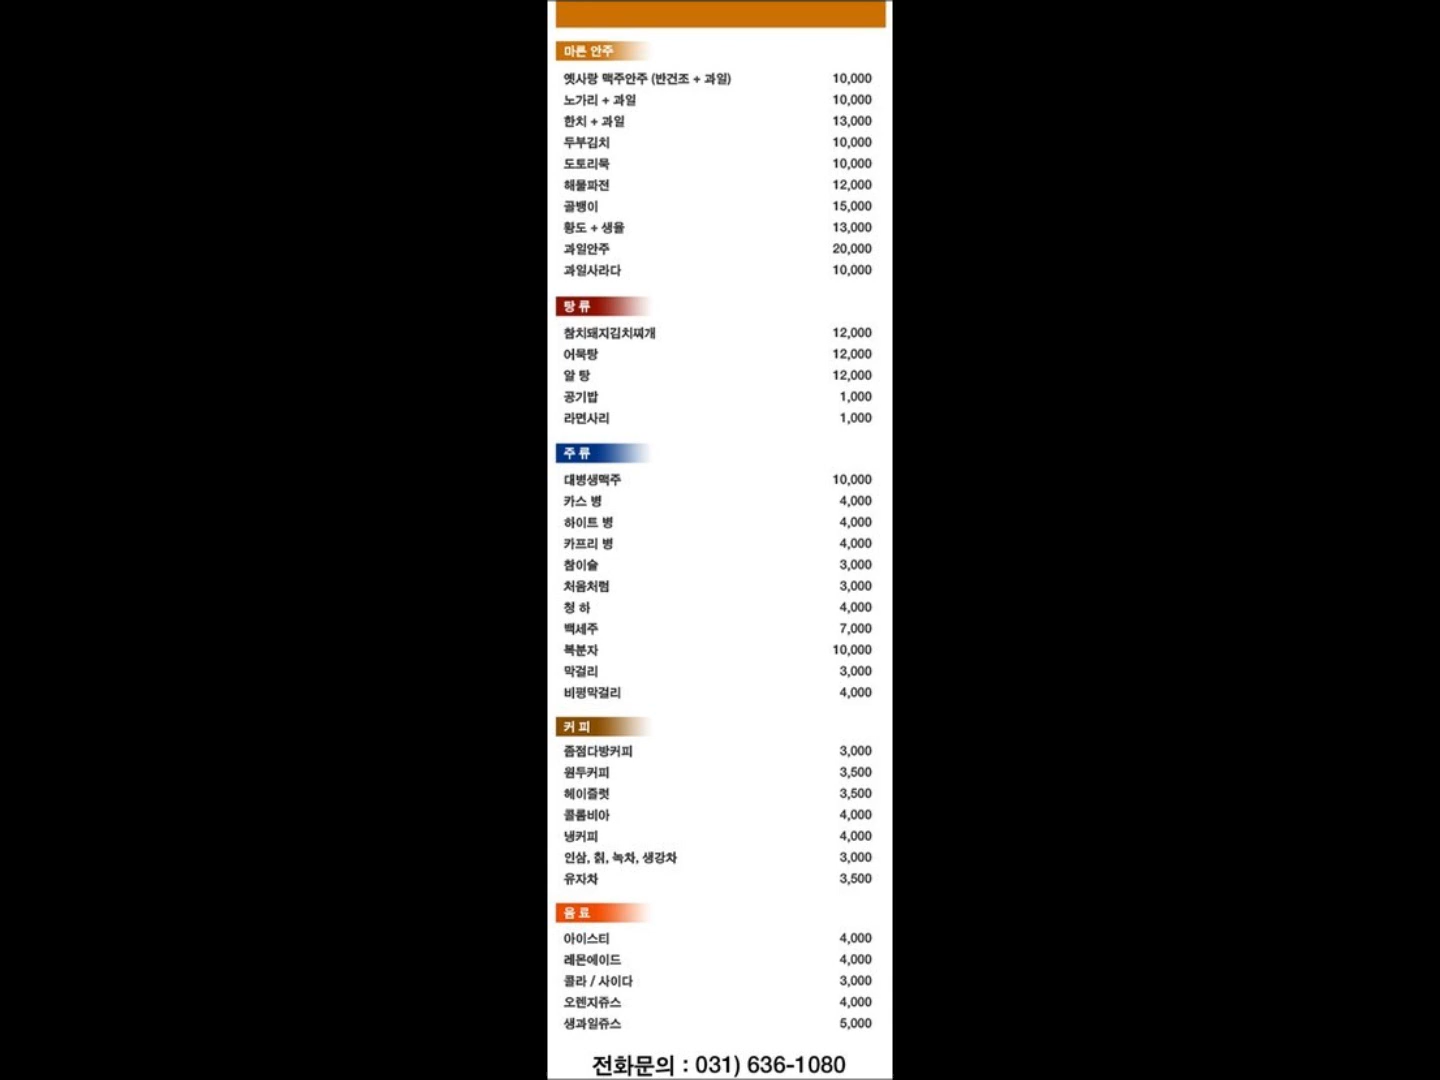 마른 안주
옛사랑 맥주안주 (반건조 + 과일) 10,000
노가리 + 과일 10,000
한치 + 과일 13,000
두부김치 10,000
도토리묵 10,000
해물파전 12,000
골뱅이 15,000
황도 + 생율 13,000
과일안주 20,000
과일사라다 10,000
탕 류
참치돼지김치찌개 12,000
어묵탕 12,000
알 탕 12,000
공기밥 1,000
라면사리 1,000
주 류
대병생맥주 10,000
카스 병 4,000
하이트 병 4,000
카프리 병 4,000
참이슬 3,000
처음처럼 3,000
청 하 4,000
백세주 7,000
복분자 10,000
막걸리 3,000
비평막걸리 4,000
커 피
좀점다방커피 3,000
원두커피 3,500
헤이즐럿 3,500
콜롬비아 4,000
냉커피 4,000
인삼, 칡, 녹차, 생강차 3,000
유자차 3,500
음 료
아이스티 4,000
레몬에이드 4,000
콜라 / 사이다 3,000
오렌지쥬스 4,000
생과일쥬스 5,000
전화문의 : 031) 636-1080